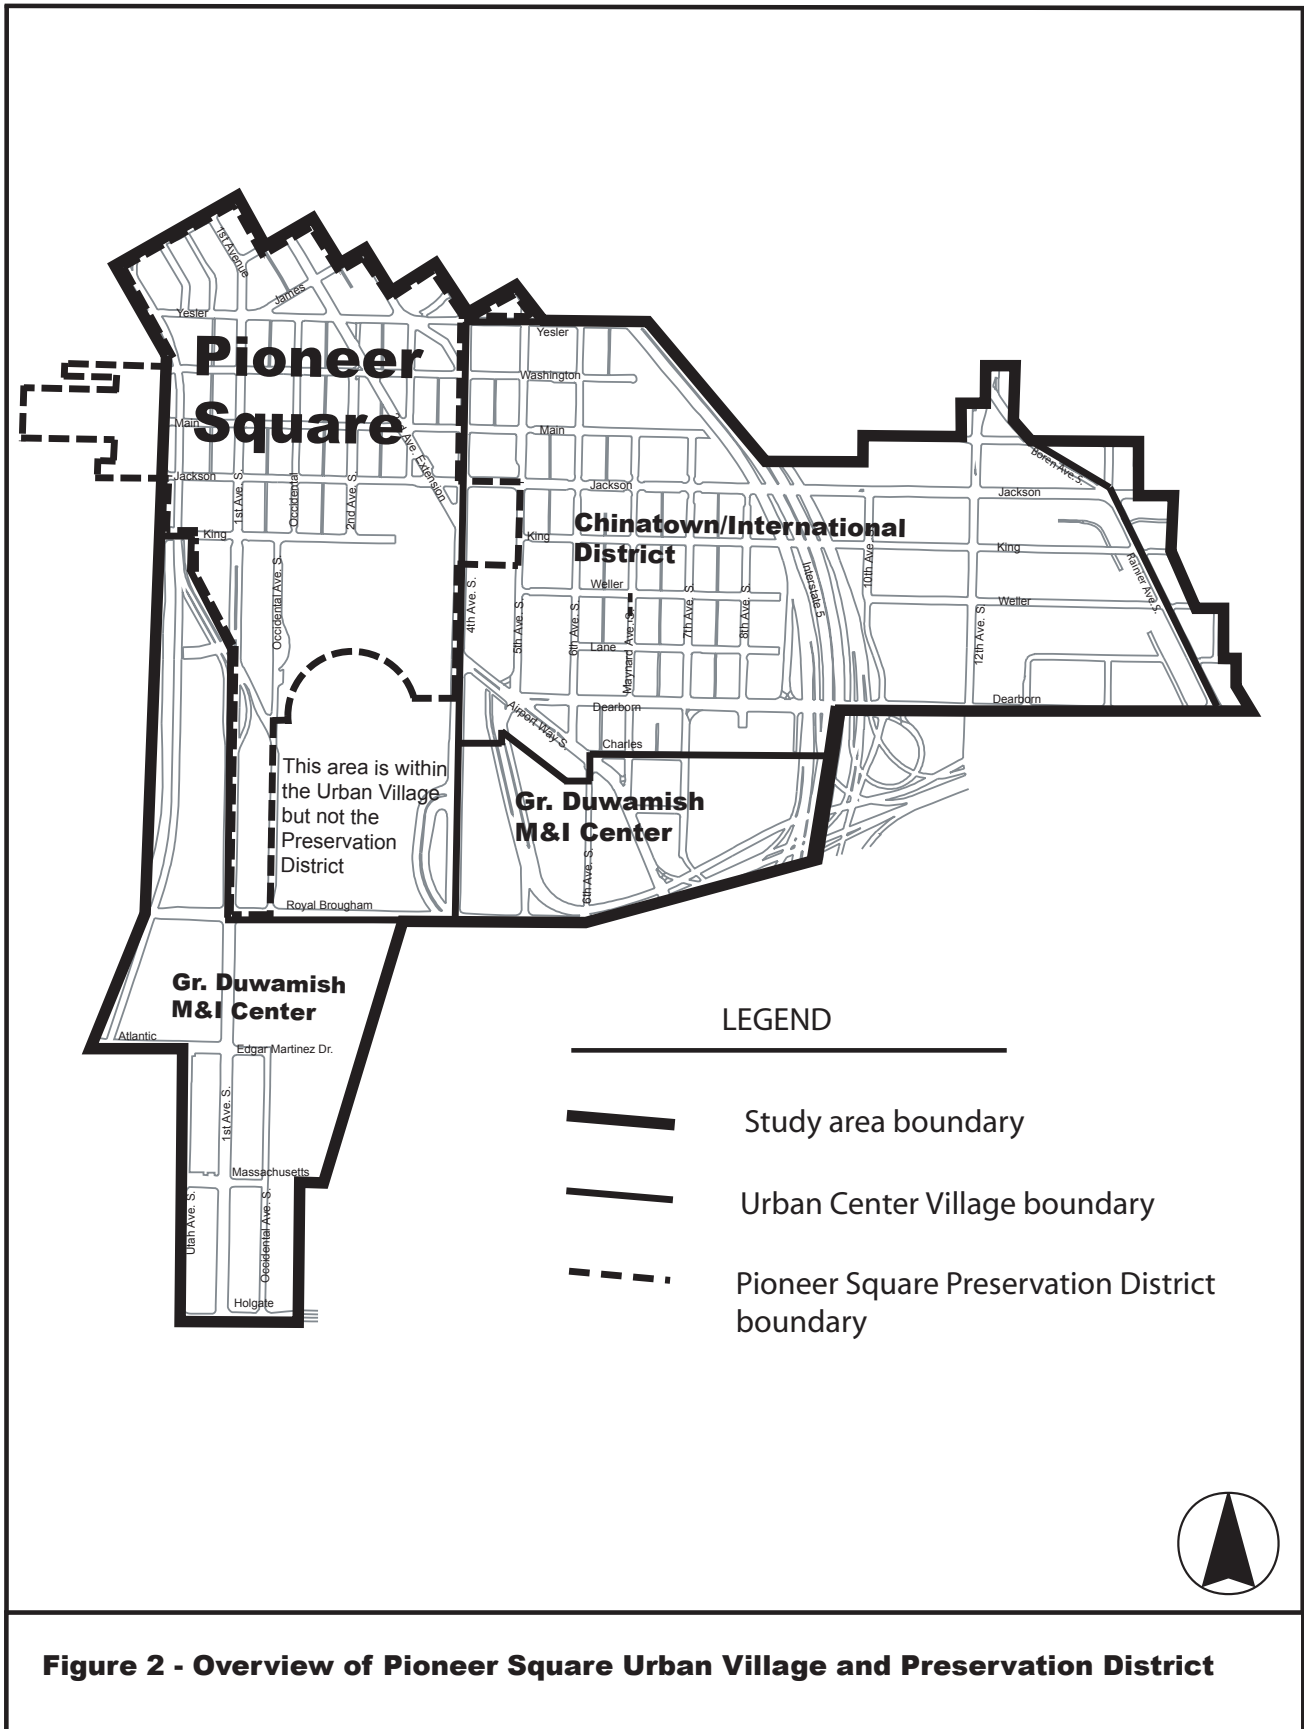 1st Avenue
James
Yesler
Yesler
Pioneer
Square
Washington
Main
Main
Ave. Extension
Boren Ave. S.
Jackson
Jackson
Jackson
1st Ave. S.
Occidental
2nd Ave. S.
Chinatown/International
District
King
King
King
10th Ave. S.
Interstate 5
Rainier Ave S
Weller
Weller
Occidental Ave. S.
4th Ave. S.
5th Ave. S.
6th Ave. S.
Maynard Ave. S.
7th Ave. S.
8th Ave. S.
12th Ave. S.
Lane
Dearborn
Dearborn
Airport Way S.
Charles
This area is within
the Urban Village
but not the
Preservation
District
Gr. Duwamish
M&I Center
6th Ave. S.
Royal Brougham
Gr. Duwamish
M&I Center
Atlantic
Edgar Martinez Dr.
1st Ave. S.
Massachusetts
Utah Ave. S.
Occidental Ave. S.
Holgate
LEGEND
Study area boundary
Urban Center Village boundary
Pioneer Square Preservation District
boundary
Figure 2 - Overview of Pioneer Square Urban Village and Preservation District